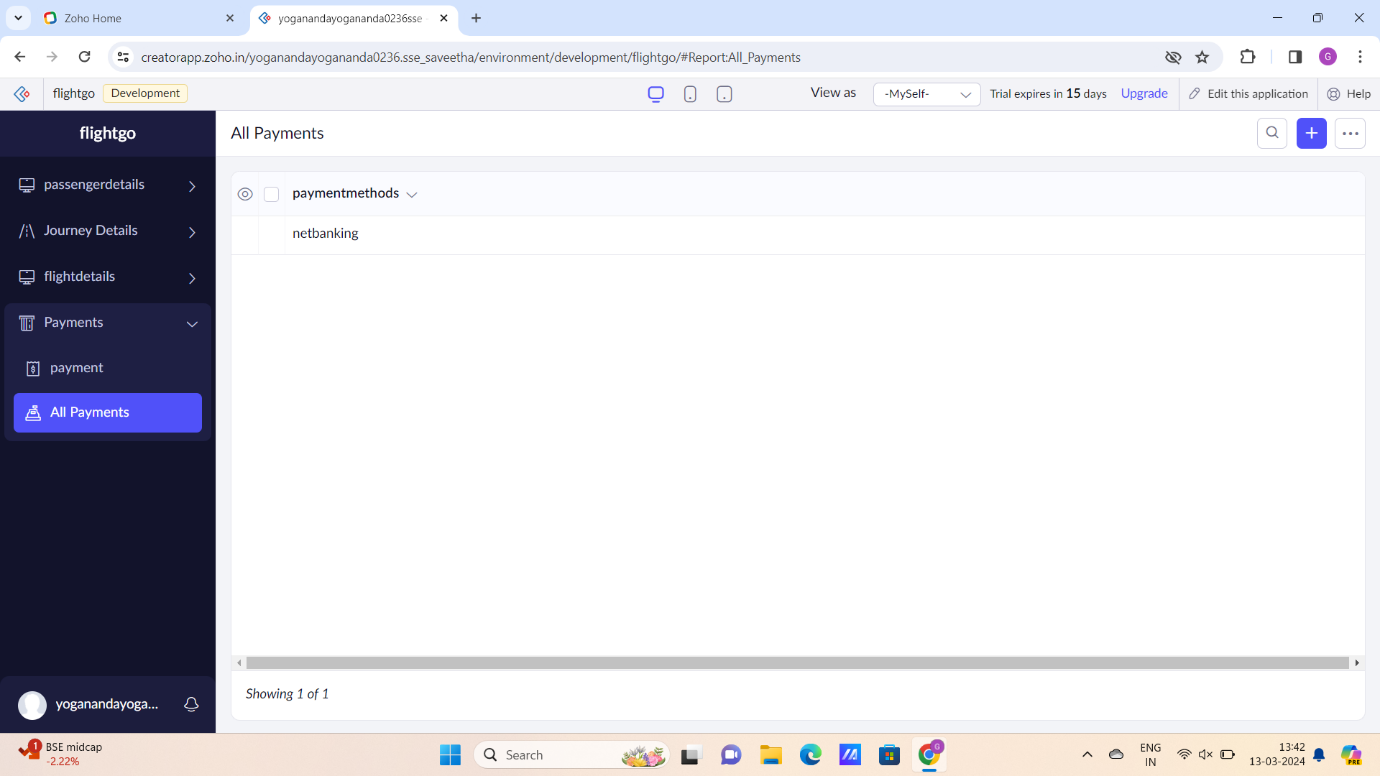 Zoho Home
yoganandayogananda0236sse
creatorapp.zoho.in/yoganandayogananda0236.sse_saveetha/environment/development/flightgo/#Report:All_Payments
G
flightgo
Development
View as
-MySelf-
Trial expires in 15 days
Upgrade
Edit this application
Help
flightgo
passengerdetails
Journey Details
flightdetails
Payments
payment
All Payments
yoganandayoga...
All Payments
paymentmethods
netbanking
Showing 1 of 1
1
BSE midcap
-2.22%
Search
G
ENG
IN
13:42
13-03-2024
PRE